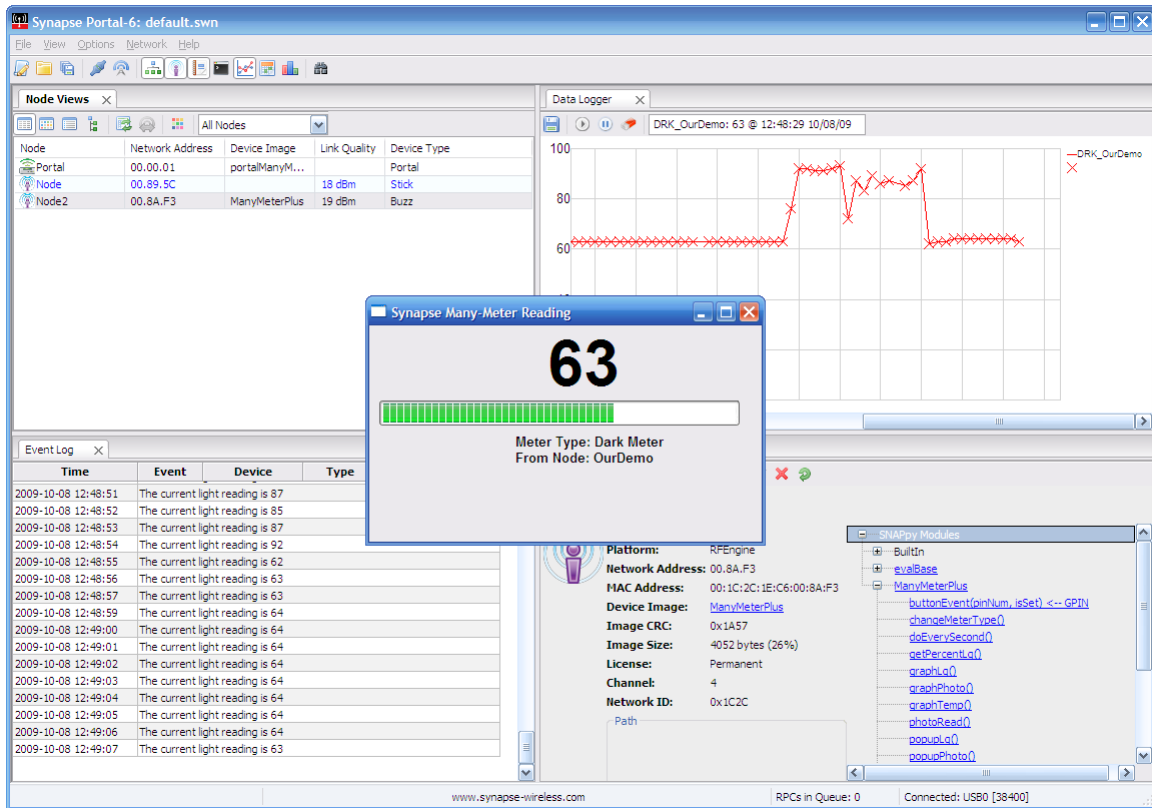 Synapse Portal-6: default.swn
File View Options Network Help
Node Views
All Nodes
Node Network Address Device Image Link Quality Device Type
Portal 00.00.01 portalManyM... Portal
Node 00.89.5C 18 dBm Stick
Node2 00.8A.F3 ManyMeterPlus 19 dBm Buzz
Data Logger
DRK_OurDemo: 63 @ 12:48:29 10/08/09
100
80
60
DRK_OurDemo
Synapse Many-Meter Reading
63
Meter Type: Dark Meter
From Node: OurDemo
Event Log
Time Event Device Type
2009-10-08 12:48:51 The current light reading is 87
2009-10-08 12:48:52 The current light reading is 85
2009-10-08 12:48:53 The current light reading is 87
2009-10-08 12:48:54 The current light reading is 92
2009-10-08 12:48:55 The current light reading is 62
2009-10-08 12:48:56 The current light reading is 63
2009-10-08 12:48:57 The current light reading is 63
2009-10-08 12:48:59 The current light reading is 64
2009-10-08 12:49:00 The current light reading is 64
2009-10-08 12:49:01 The current light reading is 64
2009-10-08 12:49:02 The current light reading is 64
2009-10-08 12:49:03 The current light reading is 64
2009-10-08 12:49:04 The current light reading is 64
2009-10-08 12:49:05 The current light reading is 64
2009-10-08 12:49:06 The current light reading is 64
2009-10-08 12:49:07 The current light reading is 63
Platform: RFEngine
Network Address: 00.8A.F3
MAC Address: 00:1C:2C:1E:C6:00:8A:F3
Device Image: ManyMeterPlus
Image CRC: 0x1A57
Image Size: 4052 bytes (26%)
License: Permanent
Channel: 4
Network ID: 0x1C2C
Path
SNAPpy Modules
BuiltIn
evalBase
ManyMeterPlus
buttonEvent(pinNum, isSet) <-- GPIN
changeMeterType()
doEverySecond()
getPercentLq()
graphLq()
graphPhoto()
graphTemp()
photoRead()
popupLq()
popupPhoto()
www.synapse-wireless.com
RPCs in Queue: 0
Connected: USB0 [38400]